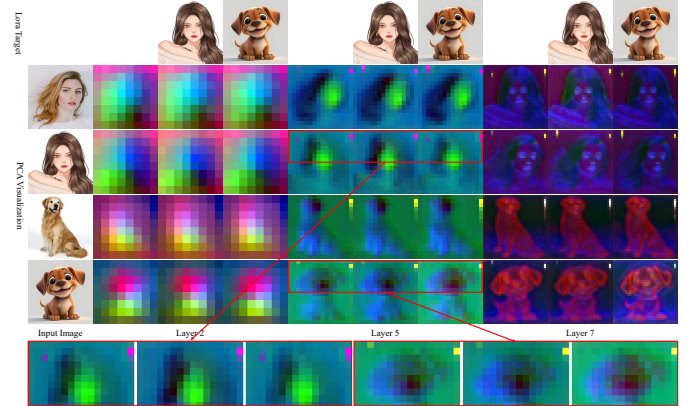 Lora Target
PCA Visualization
Input Image
Layer 2
Layer 5
Layer 7